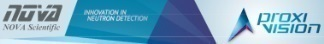 NOVA
NOVA Scientific
INNOVATION IN
NEUTRON DETECTION
PROXI
VISION